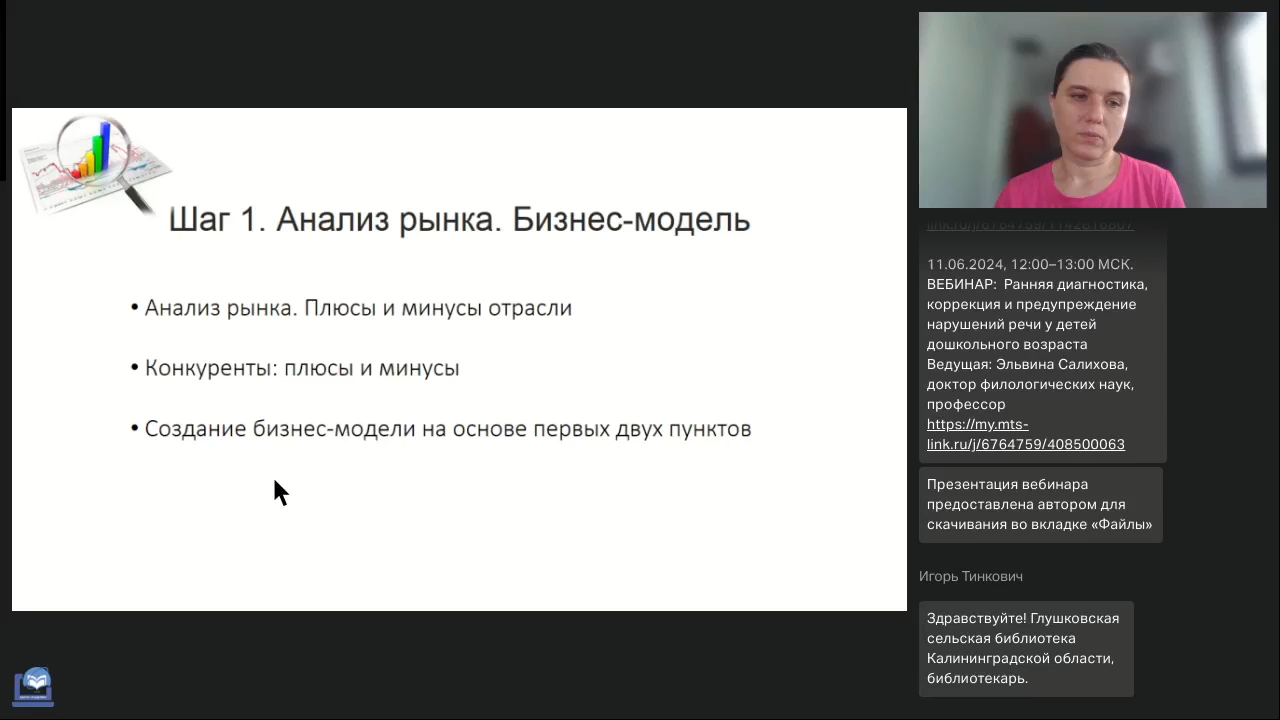 Шаг 1. Анализ рынка. Бизнес-модель
• Анализ рынка. Плюсы и минусы отрасли
• Конкуренты: плюсы и минусы
• Создание бизнес-модели на основе первых двух пунктов
11.06.2024, 12:00–13:00 МСК.
ВЕБИНАР: Ранняя диагностика,
коррекция и предупреждение
нарушений речи у детей
дошкольного возраста
Ведущая: Эльвина Салихова,
доктор филологических наук,
профессор
https://my.mts-
link.ru/j/6764759/408500063
Презентация вебинара
предоставлена автором для
скачивания во вкладке «Файлы»
Игорь Тинкович
Здравствуйте! Глушковская
сельская библиотека
Калининградской области,
библиотекарь.